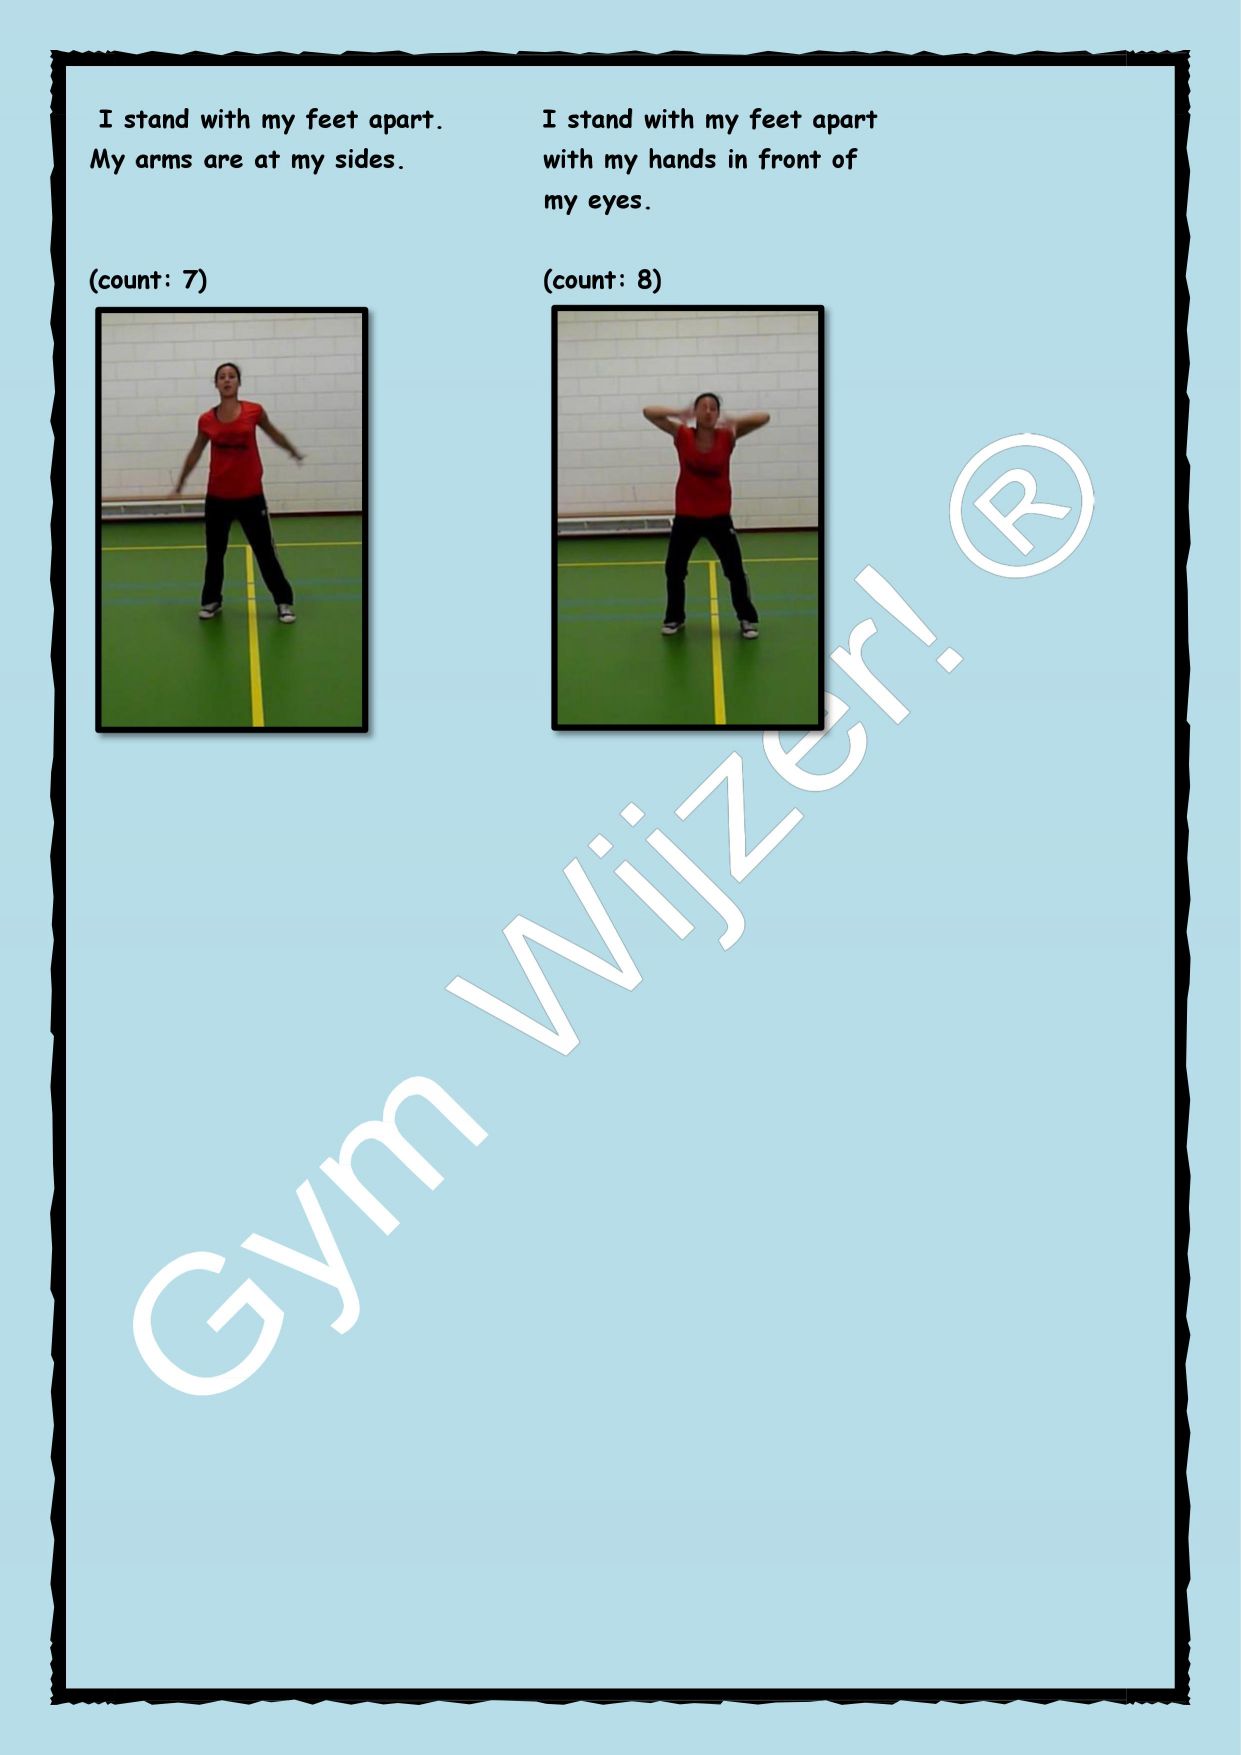 I stand with my feet apart.
My arms are at my sides.
(count: 7)
I stand with my feet apart
with my hands in front of
my eyes.
(count: 8)
Gym Wijzer! ®